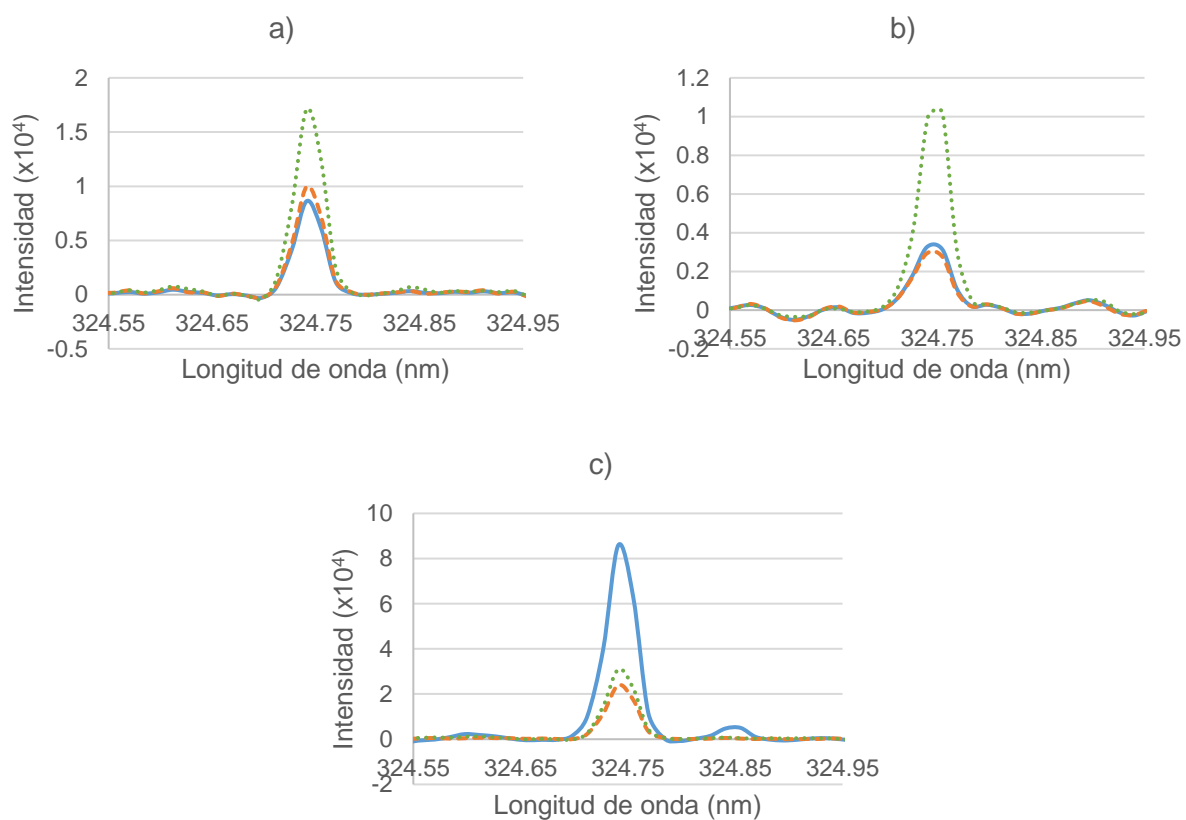 a)
2
1.5
1
0.5
0
-0.5
Intensidad (x10⁴)
324.55 324.65 324.75 324.85 324.95
Longitud de onda (nm)
b)
1.2
1
0.8
0.6
0.4
0.2
0
-0.2
Intensidad (x10⁴)
324.55 324.65 324.75 324.85 324.95
Longitud de onda (nm)
c)
10
8
6
4
2
0
-2
Intensidad (x10⁴)
324.55 324.65 324.75 324.85 324.95
Longitud de onda (nm)